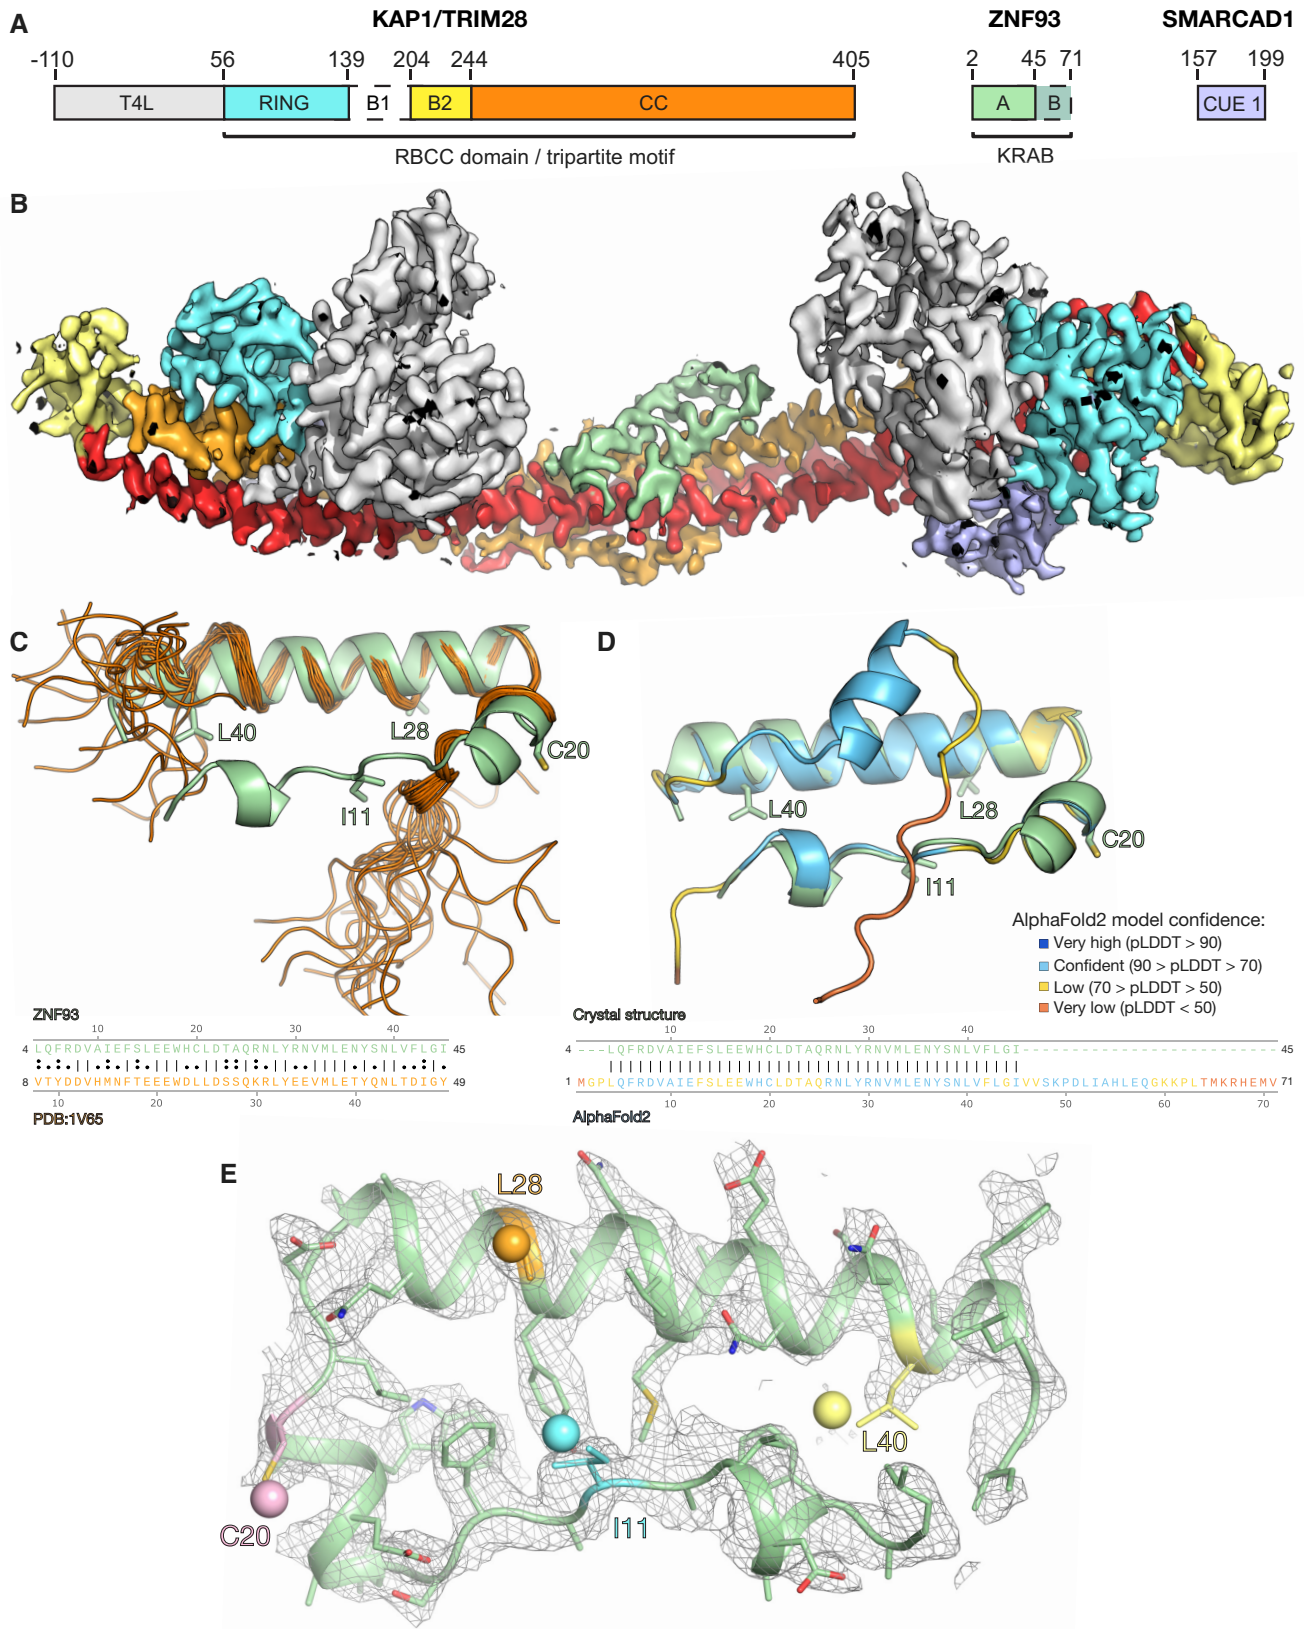 A
KAP1/TRIM28
ZNF93
SMARCAD1
-110 56 139 204 244 405 2 45 71 157 199
T4L RING B1 B2 CC A B CUE 1
RBCC domain / tripartite motif
KRAB
B
C
L40
L28
C20
I11
D
L40
L28
C20
I11
AlphaFold2 model confidence:
Very high (pLDDT > 90)
Confident (90 > pLDDT > 70)
Low (70 > pLDDT > 50)
Very low (pLDDT < 50)
ZNF93
10 20 30 40
4 LQFRDVAIEFSLEEWHCLDTAQRNLYRNVMLENYSNLVFLGI 45
8 VTYDDVHMNFTEEEWDLLDSSQKRLYEEVMLETYQNLTDIGY 49
10 20 30 40
PDB:1V65
Crystal structure
10 20 30 40
4 ---LQFRDVAIEFSLEEWHCLDTAQRNLYRNVMLENYSNLVFLGI-------------------------- 45
1 MGPLQFRDVAIEFSLEEWHCLDTAQRNLYRNVMLENYSNLVFLGIVVSKPDLIAHLEQGKKPLTMKRHEMV 71
10 20 30 40 50 60 70
AlphaFold2
E
L28
L40
C20
I11